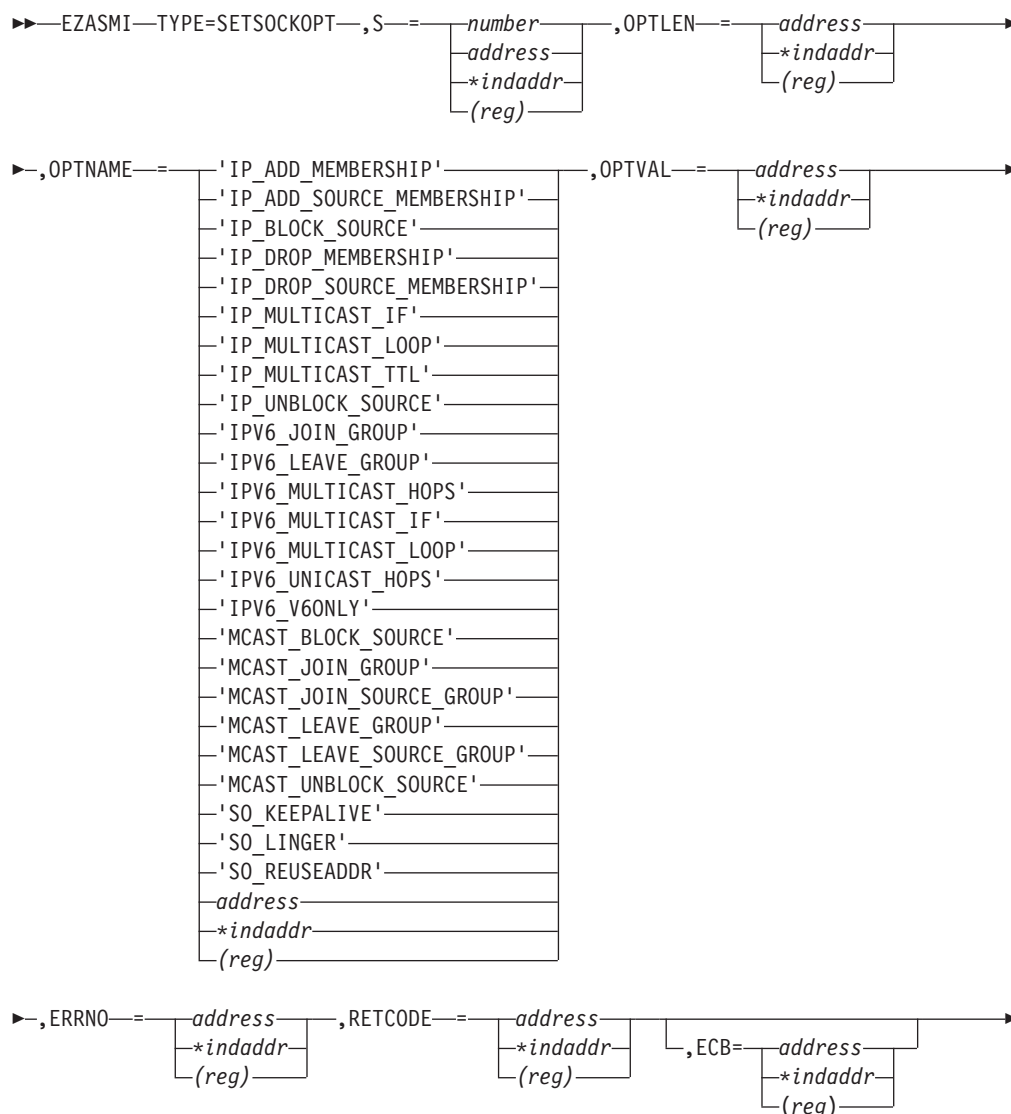 EZASMI TYPE=SETSOCKOPT ,S = number ,OPTLEN = address
address *indaddr
*indaddr (reg)
(reg)
,OPTNAME = 'IP_ADD_MEMBERSHIP' ,OPTVAL = address
'IP_ADD_SOURCE_MEMBERSHIP' *indaddr
'IP_BLOCK_SOURCE' (reg)
'IP_DROP_MEMBERSHIP'
'IP_DROP_SOURCE_MEMBERSHIP'
'IP_MULTICAST_IF'
'IP_MULTICAST_LOOP'
'IP_MULTICAST_TTL'
'IP_UNBLOCK_SOURCE'
'IPV6_JOIN_GROUP'
'IPV6_LEAVE_GROUP'
'IPV6_MULTICAST_HOPS'
'IPV6_MULTICAST_IF'
'IPV6_MULTICAST_LOOP'
'IPV6_UNICAST_HOPS'
'IPV6_V6ONLY'
'MCAST_BLOCK_SOURCE'
'MCAST_JOIN_GROUP'
'MCAST_JOIN_SOURCE_GROUP'
'MCAST_LEAVE_GROUP'
'MCAST_LEAVE_SOURCE_GROUP'
'MCAST_UNBLOCK_SOURCE'
'SO_KEEPALIVE'
'SO_LINGER'
'SO_REUSEADDR'
address
*indaddr
(reg)
,ERRNO = address ,RETCODE = address
*indaddr *indaddr ,ECB= address
(reg) (reg) *indaddr
(reg)